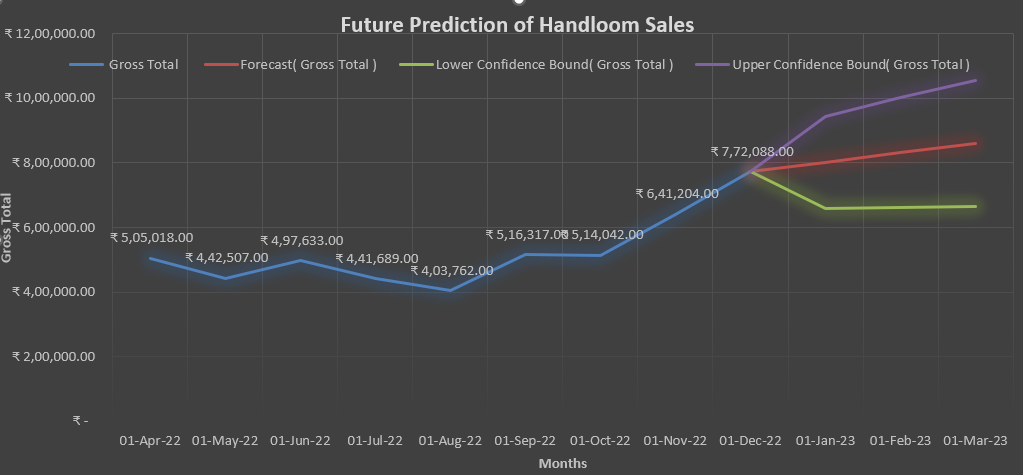 Future Prediction of Handloom Sales
Gross Total
Forecast( Gross Total )
Lower Confidence Bound( Gross Total )
Upper Confidence Bound( Gross Total )
₹ 12,00,000.00
₹ 10,00,000.00
₹ 8,00,000.00
₹ 6,00,000.00
₹ 4,00,000.00
₹ 2,00,000.00
₹ -
Gross Total
₹ 5,05,018.00
₹ 4,42,507.00
₹ 4,97,633.00
₹ 4,41,689.00
₹ 4,03,762.00
₹ 5,16,317.00
₹ 5,14,042.00
₹ 6,41,204.00
₹ 7,72,088.00
01-Apr-22
01-May-22
01-Jun-22
01-Jul-22
01-Aug-22
01-Sep-22
01-Oct-22
01-Nov-22
01-Dec-22
01-Jan-23
01-Feb-23
01-Mar-23
Months